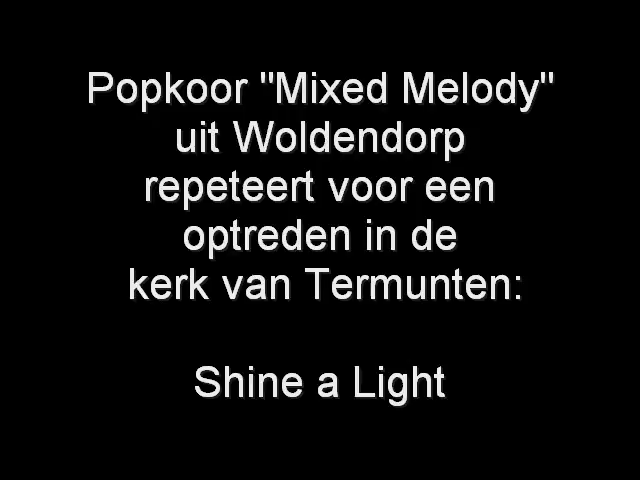 Popkoor "Mixed Melody"
uit Woldendorp
repeteert voor een
optreden in de
kerk van Termunten:
Shine a Light